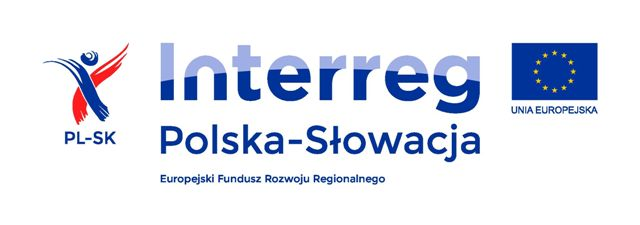 Interreg
Polska-Słowacja
Europejski Fundusz Rozwoju Regionalnego
PL-SK
UNIA EUROPEJSKA